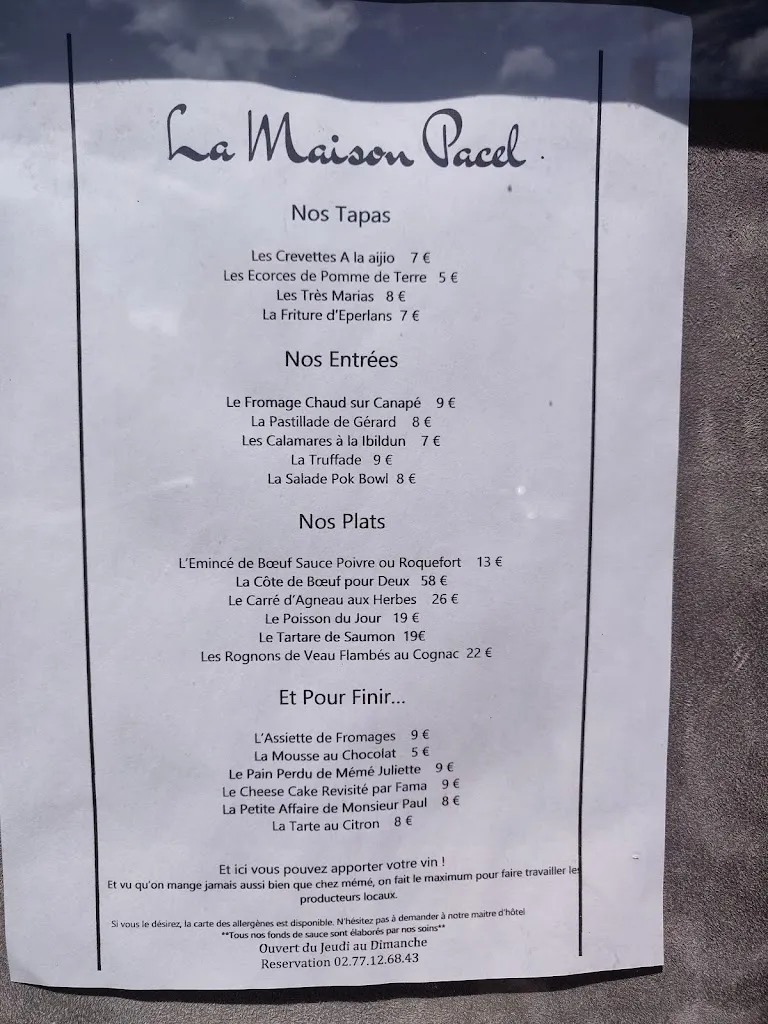 La Maison Pacel
Nos Tapas
Les Crevettes A la aijio 7 €
Les Ecorces de Pomme de Terre 5 €
Les Très Marias 8 €
La Friture d'Eperlans 7 €
Nos Entrées
Le Fromage Chaud sur Canapé 9 €
La Pastillade de Gérard 8 €
Les Calamares à la Ibildun 7 €
La Truffade 9 €
La Salade Pok Bowl 8 €
Nos Plats
L'Emincé de Bœuf Sauce Poivre ou Roquefort 13 €
La Côte de Bœuf pour Deux 58 €
Le Carré d'Agneau aux Herbes 26 €
Le Poisson du Jour 19 €
Le Tartare de Saumon 19€
Les Rognons de Veau Flambés au Cognac 22 €
Et Pour Finir...
L'Assiette de Fromages 9 €
La Mousse au Chocolat 5 €
Le Pain Perdu de Mémé Juliette 9 €
Le Cheese Cake Revisité par Fama 9 €
La Petite Affaire de Monsieur Paul 8 €
La Tarte au Citron 8 €
Et ici vous pouvez apporter votre vin !
Et vu qu'on mange jamais aussi bien que chez mémé, on fait le maximum pour faire travailler les
producteurs locaux.
Si vous le désirez, la carte des allergènes est disponible. N'hésitez pas à demander à notre maitre d'hôtel
**Tous nos fonds de sauce sont élaborés par nos soins**
Ouvert du Jeudi au Dimanche
Reservation 02.77.12.68.43